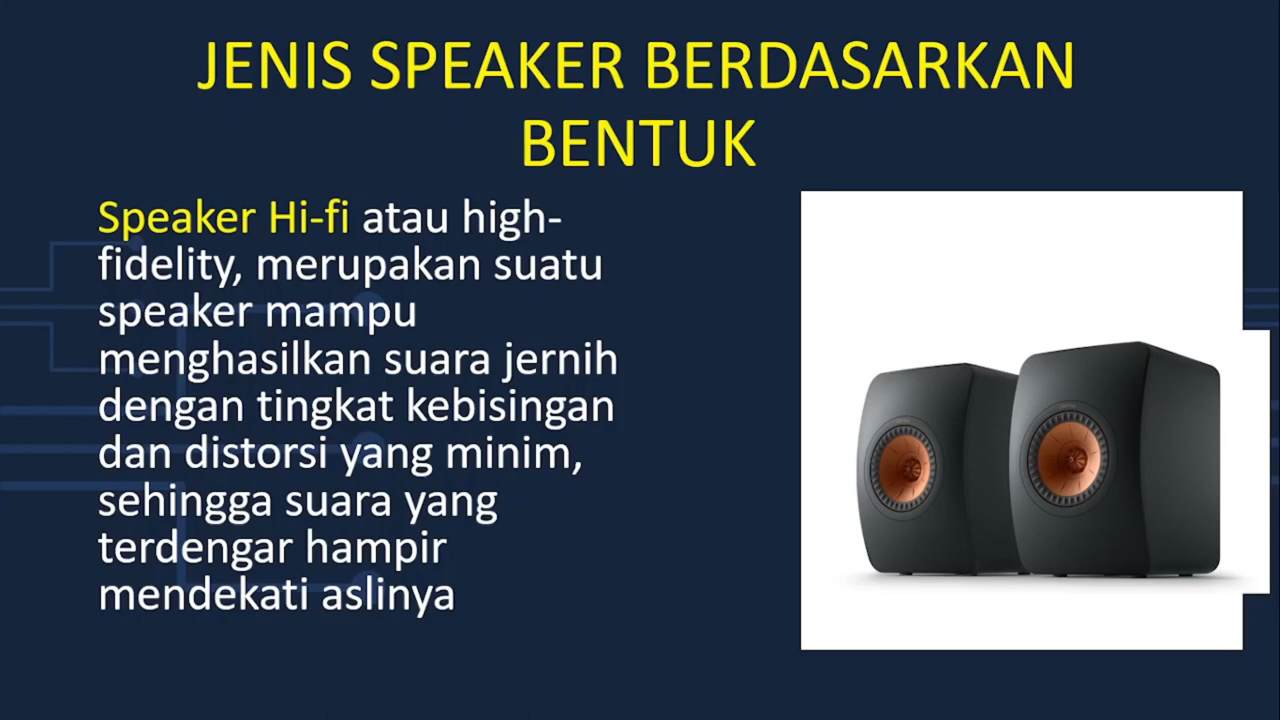 JENIS SPEAKER BERDASARKAN
BENTUK
Speaker Hi-fi atau high-
fidelity, merupakan suatu
speaker mampu
menghasilkan suara jernih
dengan tingkat kebisingan
dan distorsi yang minim,
sehingga suara yang
terdengar hampir
mendekati aslinya